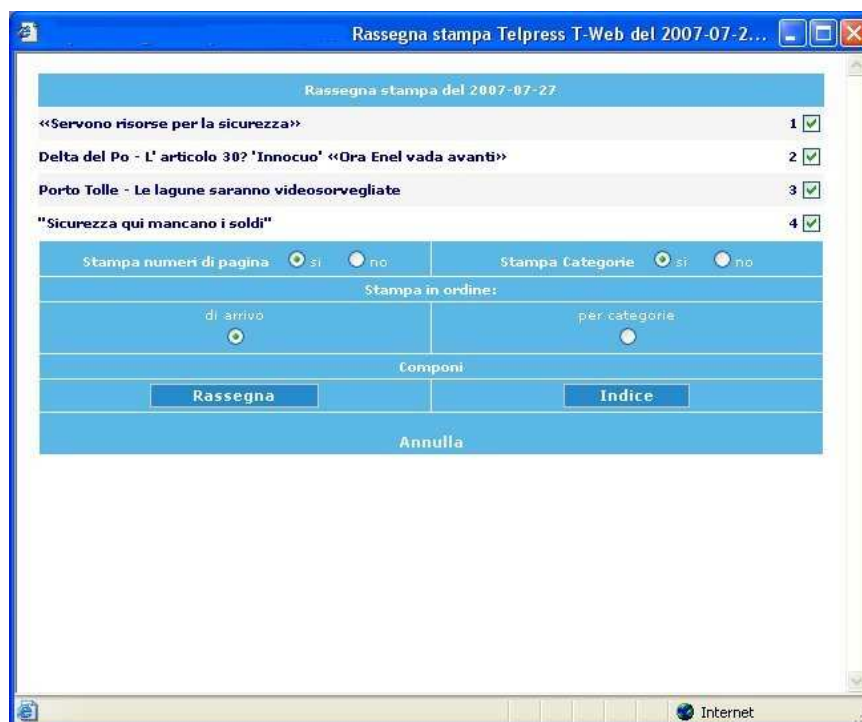 Rassegna stampa Telpress T-Web del 2007-07-2...
Rassegna stampa del 2007-07-27
«Servono risorse per la sicurezza» 1
Delta del Po - L' articolo 30? 'Innocuo' «Ora Enel vada avanti» 2
Porto Tolle - Le lagune saranno videosorvegliate 3
"Sicurezza qui mancano i soldi" 4
Stampa numeri di pagina si no Stampa Categorie si no
Stampa in ordine:
di arrivo per categorie
Componi
Rassegna Indice
Annulla
Internet